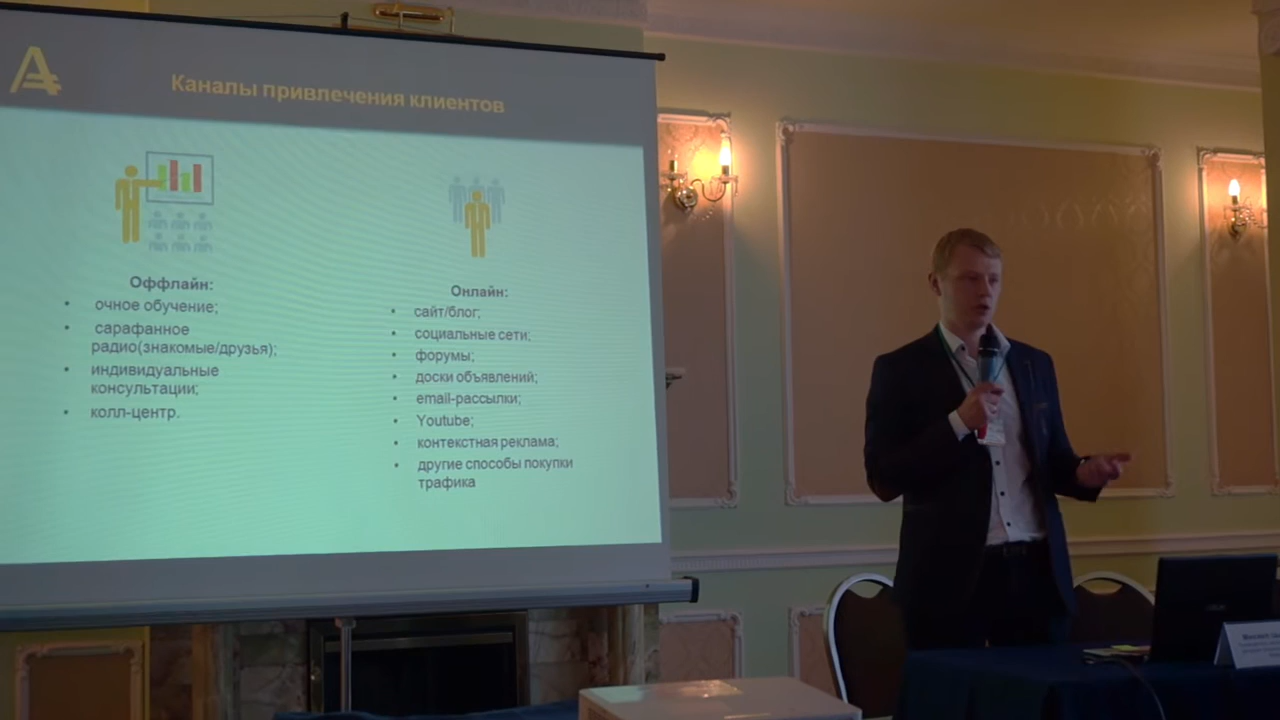 Каналы привлечения клиентов
Оффлайн:
• очное обучение;
• сарафанное
радио(знакомые/друзья);
• индивидуальные
консультации;
• колл-центр.
Онлайн:
• сайт/блог;
• социальные сети;
• форумы;
• доски объявлений;
• email-рассылки;
• Youtube;
• контекстная реклама;
• другие способы покупки
трафика